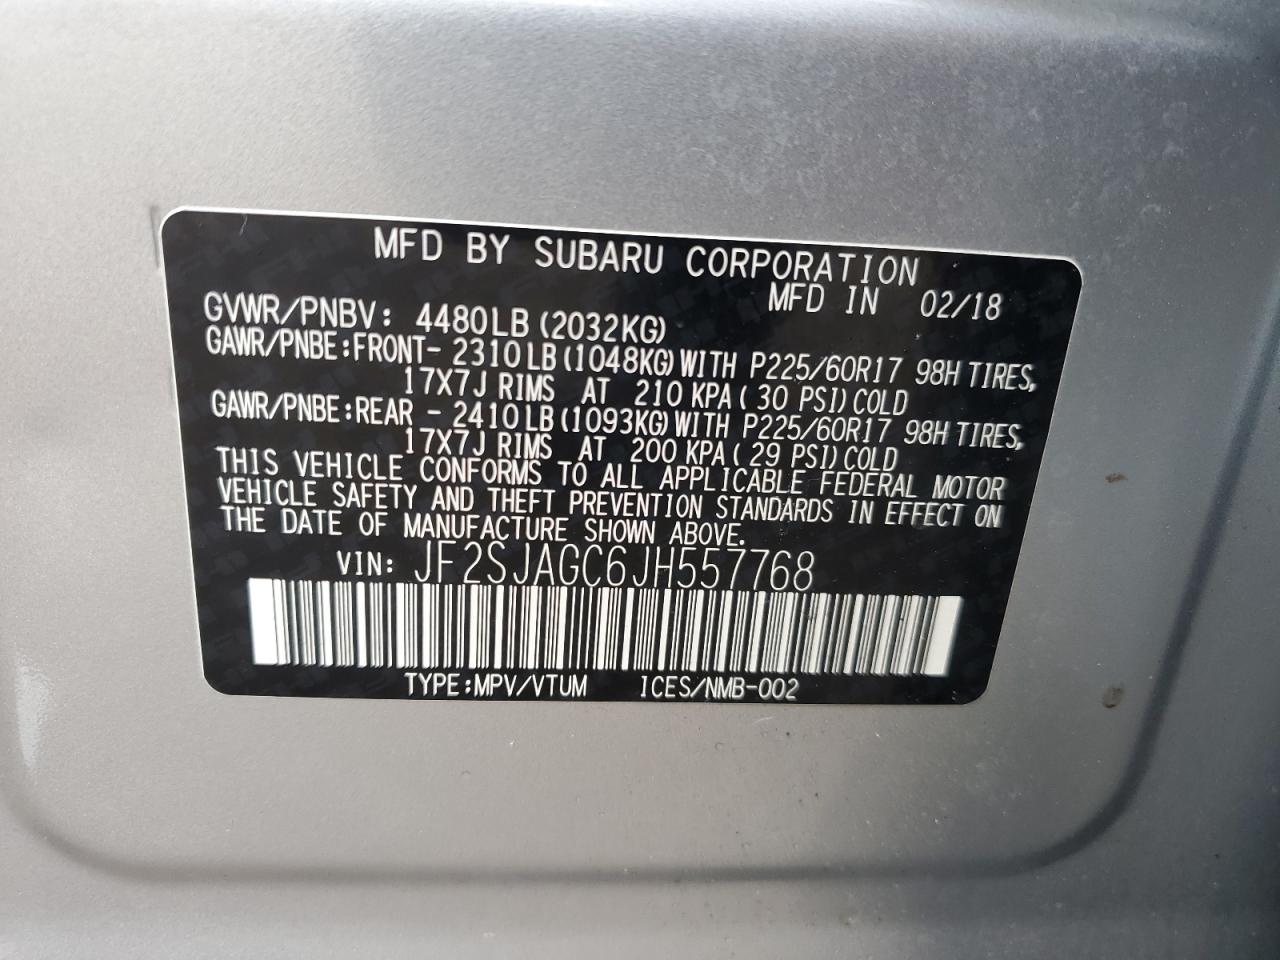 MFD BY SUBARU CORPORATION
MFD IN 02/18
GVWR/PNBV: 4480LB (2032KG)
GAWR/PNBE:FRONT- 2310LB (1048KG)WITH P225/60R17 98H TIRES,
17X7J RIMS AT 210 KPA( 30 PSI)COLD
GAWR/PNBE:REAR - 2410LB (1093KG)WITH P225/60R17 98H TIRES,
17X7J RIMS AT 200 KPA( 29 PSI)COLD
THIS VEHICLE CONFORMS TO ALL APPLICABLE FEDERAL MOTOR
VEHICLE SAFETY AND THEFT PREVENTION STANDARDS IN EFFECT ON
THE DATE OF MANUFACTURE SHOWN ABOVE.
VIN: JF2SJAGC6JH557768
TYPE:MPV/VTUM ICES/NMB-002